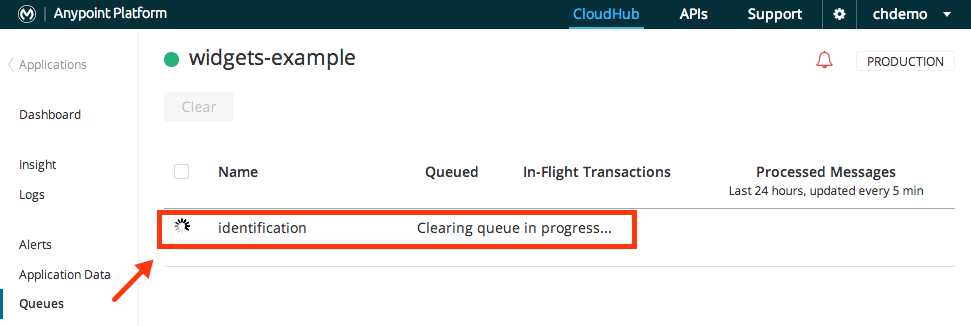 Anypoint Platform CloudHub APIs Support chdemo
Applications
widgets-example PRODUCTION
Clear
Dashboard
Insight
Logs
Alerts
Application Data
Queues
Name Queued In-Flight Transactions Processed Messages
Last 24 hours, updated every 5 min
identification Clearing queue in progress...